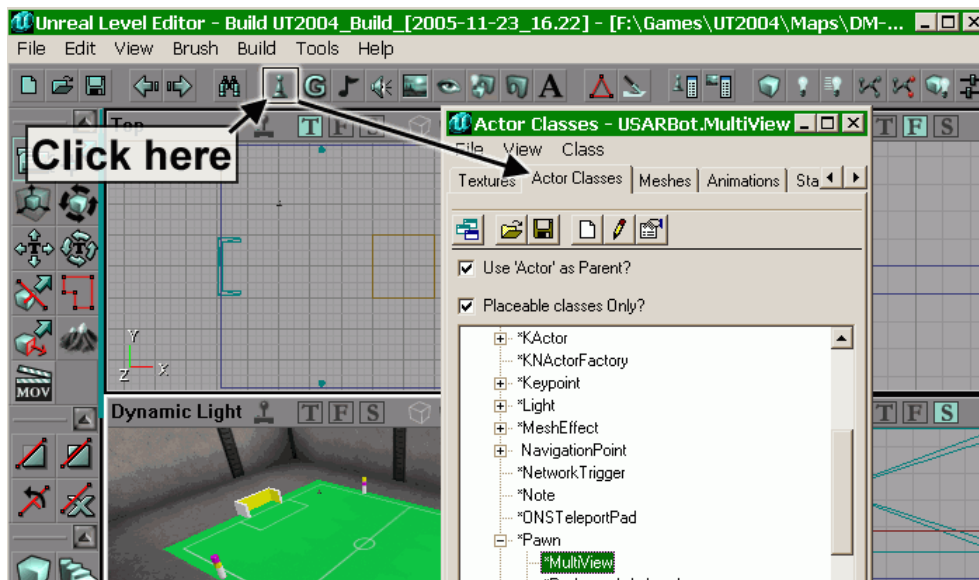 Unreal Level Editor - Build UT2004_Build_[2005-11-23_16.22] - [F:\Games\UT2004\Maps\DM-...
File Edit View Brush Build Tools Help
G A
Top T F S
T F S
Click here
Actor Classes - USARBot.MultiView
File View Class
Textures Actor Classes Meshes Animations Sta
Use 'Actor' as Parent?
Placeable classes Only?
*KActor
*KNActorFactory
*Keypoint
*Light
*MeshEffect
NavigationPoint
*NetworkTrigger
*Note
*ONSTeleportPad
*Pawn
*MultiView
Y
Z X
MOV
Dynamic Light T F S
T F S